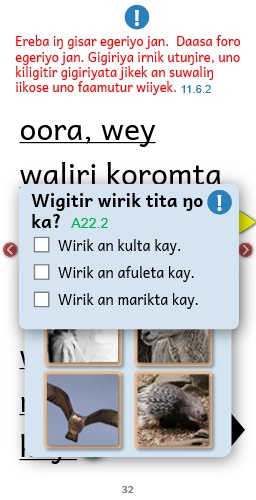 Ereba iŋ gisar egeriyo jan. Daasa foro
egeriyo jan. Gigiriya irnik utuŋire, uno
kiligitir gigiriyata jikek an suwaliŋ
iikose uno faamutur wiiyek. 11.6.2
oora, wey
waliri koromta
Wigitir wirik tita ŋo
ka? A22.2
Wirik an kulta kay.
Wirik an afuleta kay.
Wirik an marikta kay.
32